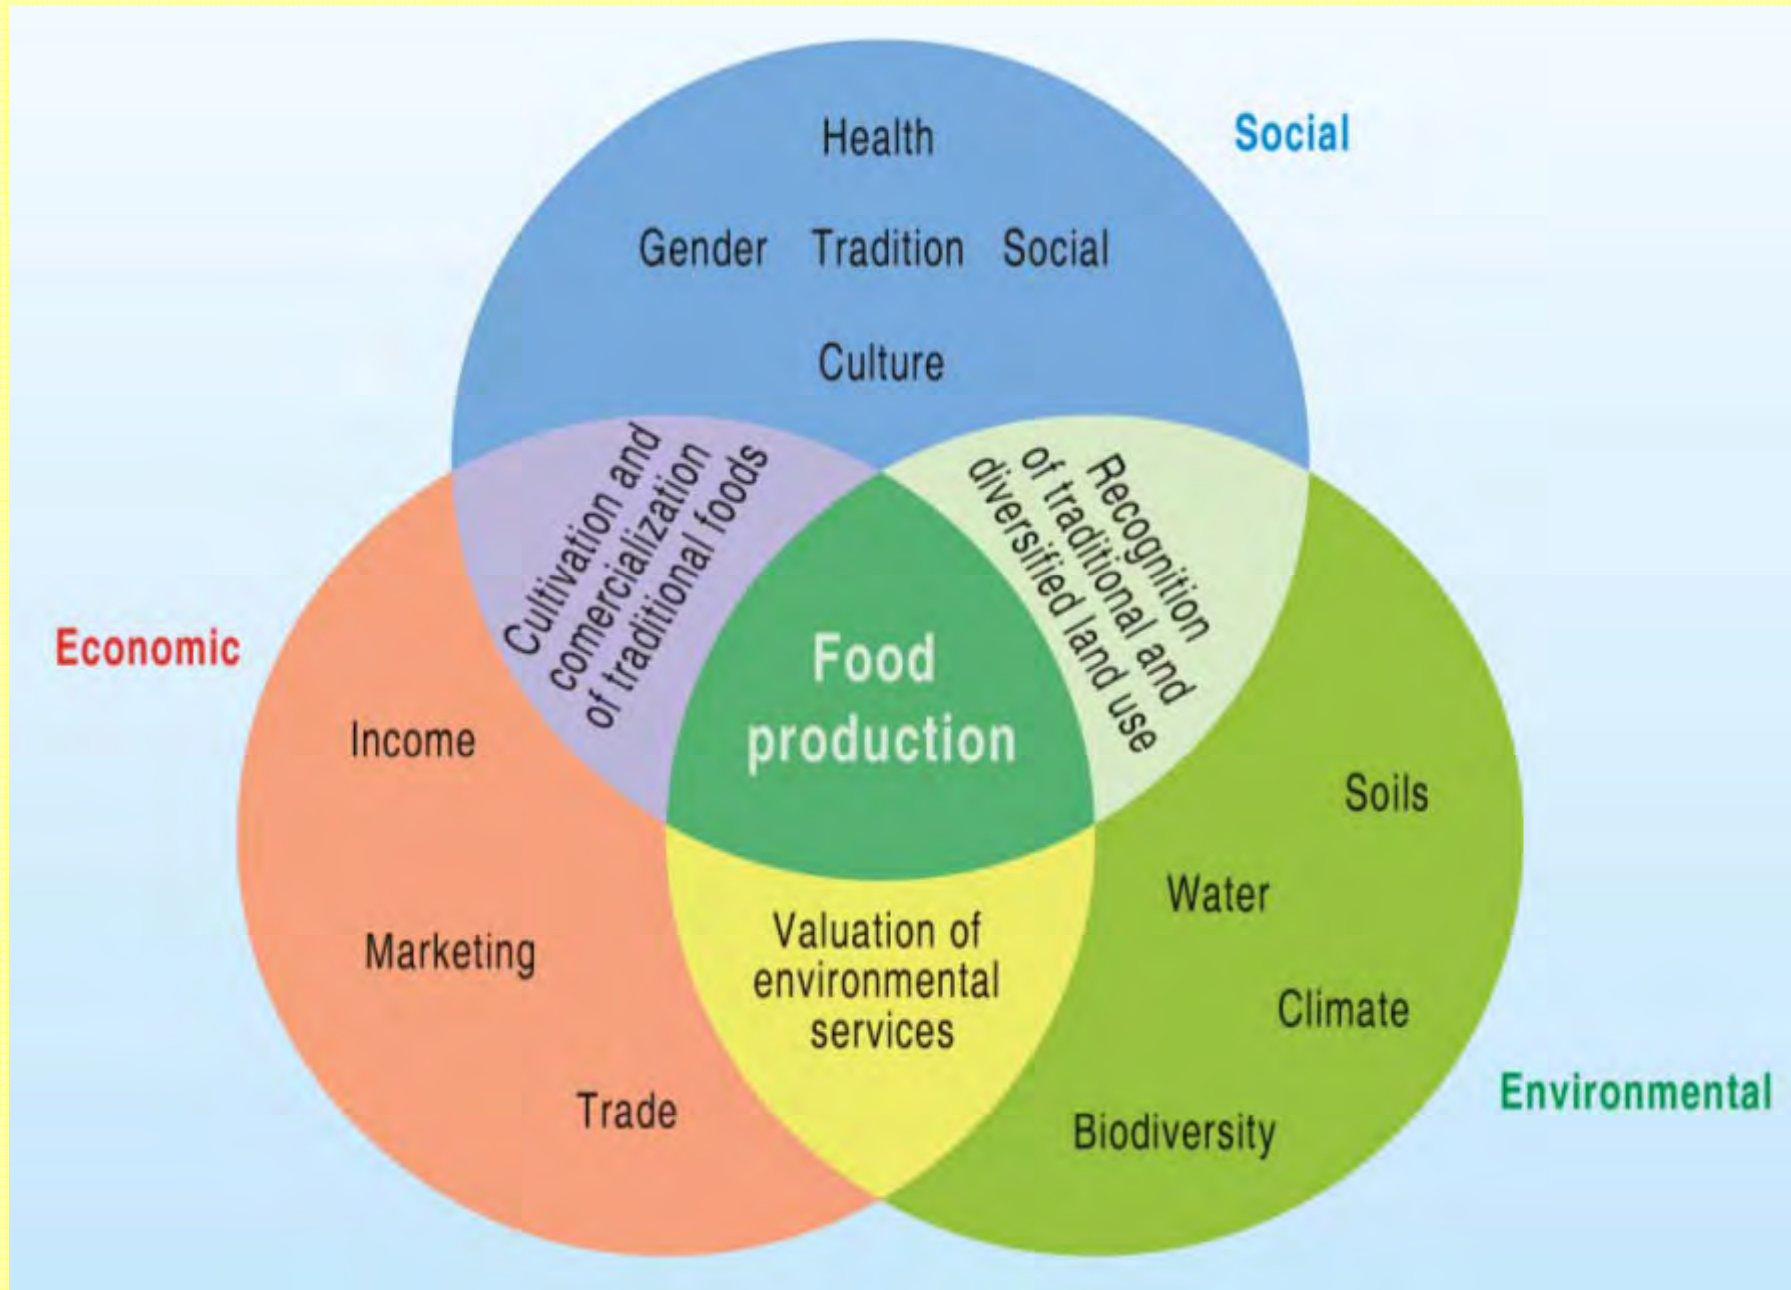 Health
Social
Gender Tradition Social
Culture
Cultivation and
comercialization
of traditional foods
Recognition
of traditional and
diversified land use
Economic
Food
production
Income
Soils
Water
Marketing
Valuation of
environmental
services
Climate
Environmental
Trade
Biodiversity